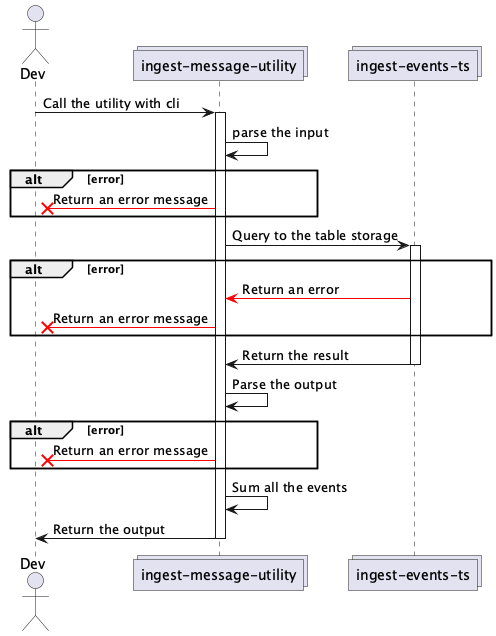 Dev
ingest-message-utility
ingest-events-ts
Call the utility with cli
parse the input
alt
[error]
Return an error message
Query to the table storage
alt
[error]
Return an error
Return an error message
Return the result
Parse the output
alt
[error]
Return an error message
Sum all the events
Return the output
Dev
ingest-message-utility
ingest-events-ts